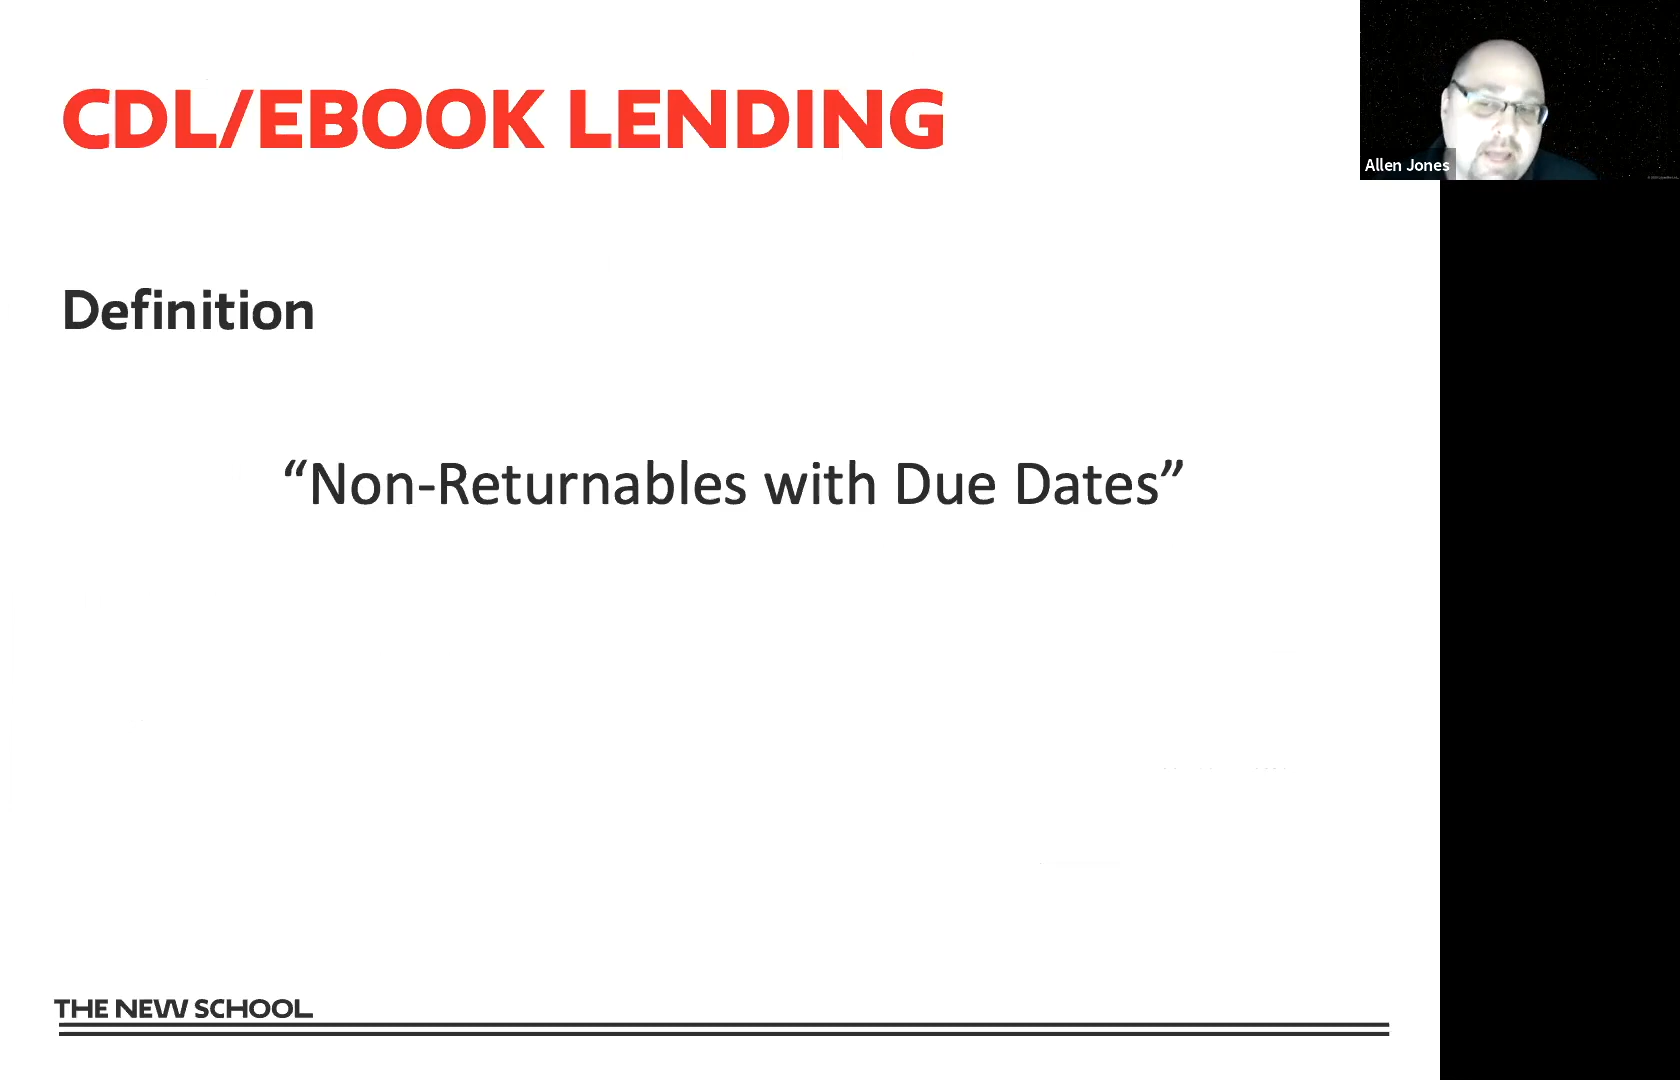 CDL/EBOOK LENDING
Allen Jones
Definition
“Non-Returnables with Due Dates”
THE NEW SCHOOL